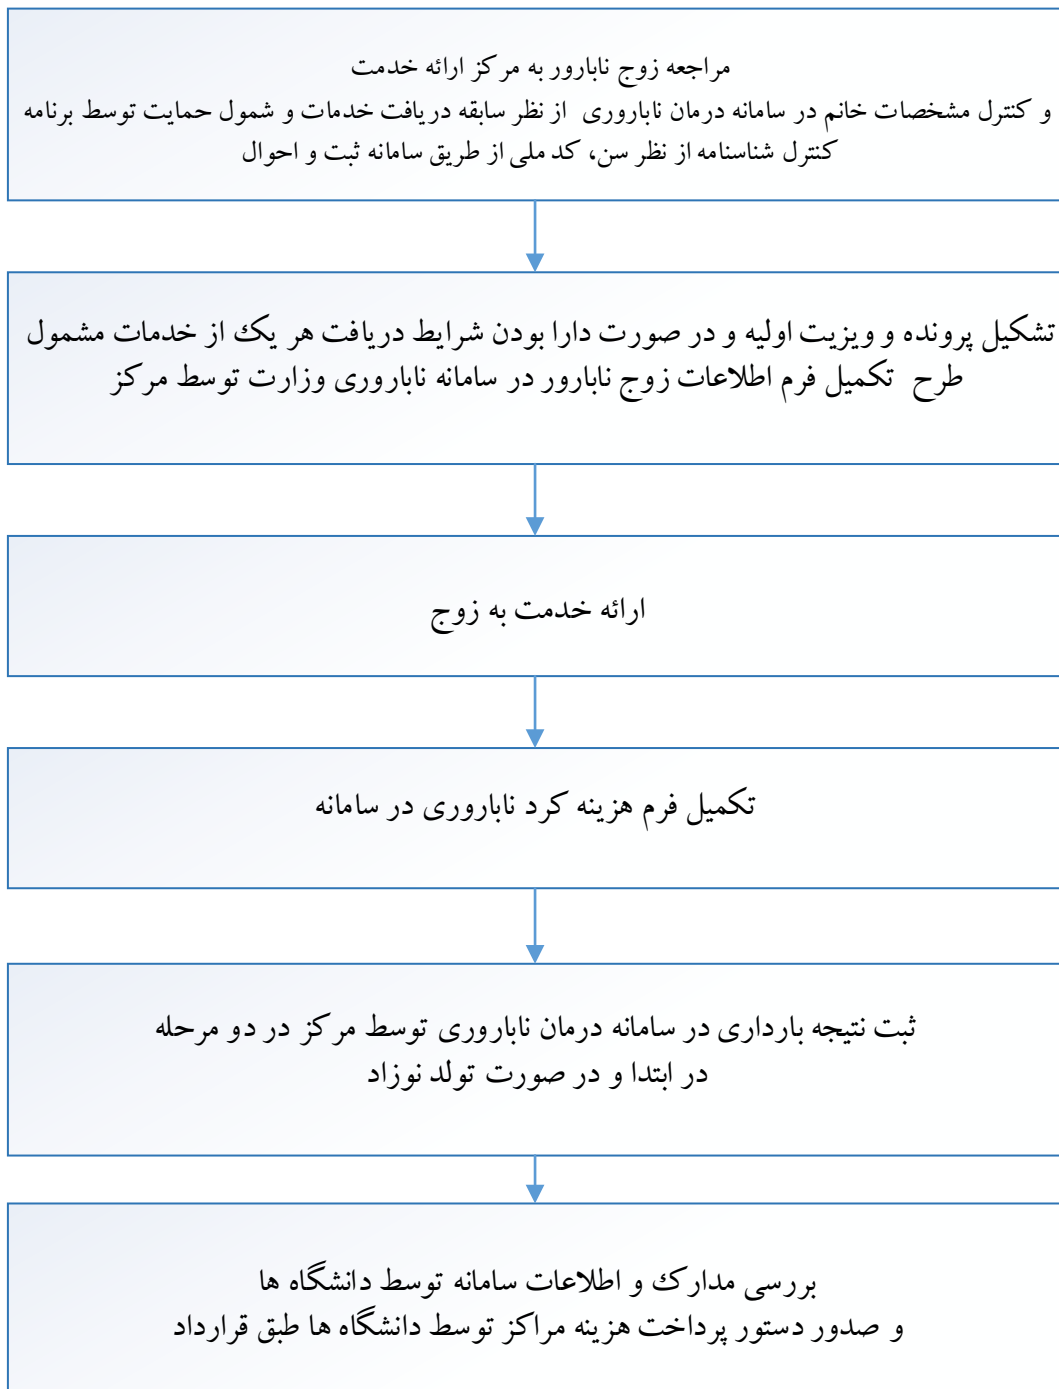 مراجعه زوج نابارور به مرکز ارائه خدمت
و کنترل مشخصات خانم در سامانه درمان ناباروری از نظر سابقه دریافت خدمات و شمول حمایت توسط برنامه
کنترل شناسنامه از نظر سن، کد ملی از طریق سامانه ثبت و احوال
تشکیل پرونده و ویزیت اولیه و در صورت دارا بودن شرایط دریافت هر یک از خدمات مشمول
طرح تکمیل فرم اطلاعات زوج نابارور در سامانه ناباروری وزارت توسط مرکز
ارائه خدمت به زوج
تکمیل فرم هزینه کرد ناباروری در سامانه
ثبت نتیجه بارداری در سامانه درمان ناباروری توسط مرکز در دو مرحله
در ابتدا و در صورت تولد نوزاد
بررسی مدارک و اطلاعات سامانه توسط دانشگاه ها
و صدور دستور پرداخت هزینه مراکز توسط دانشگاه ها طبق قرارداد